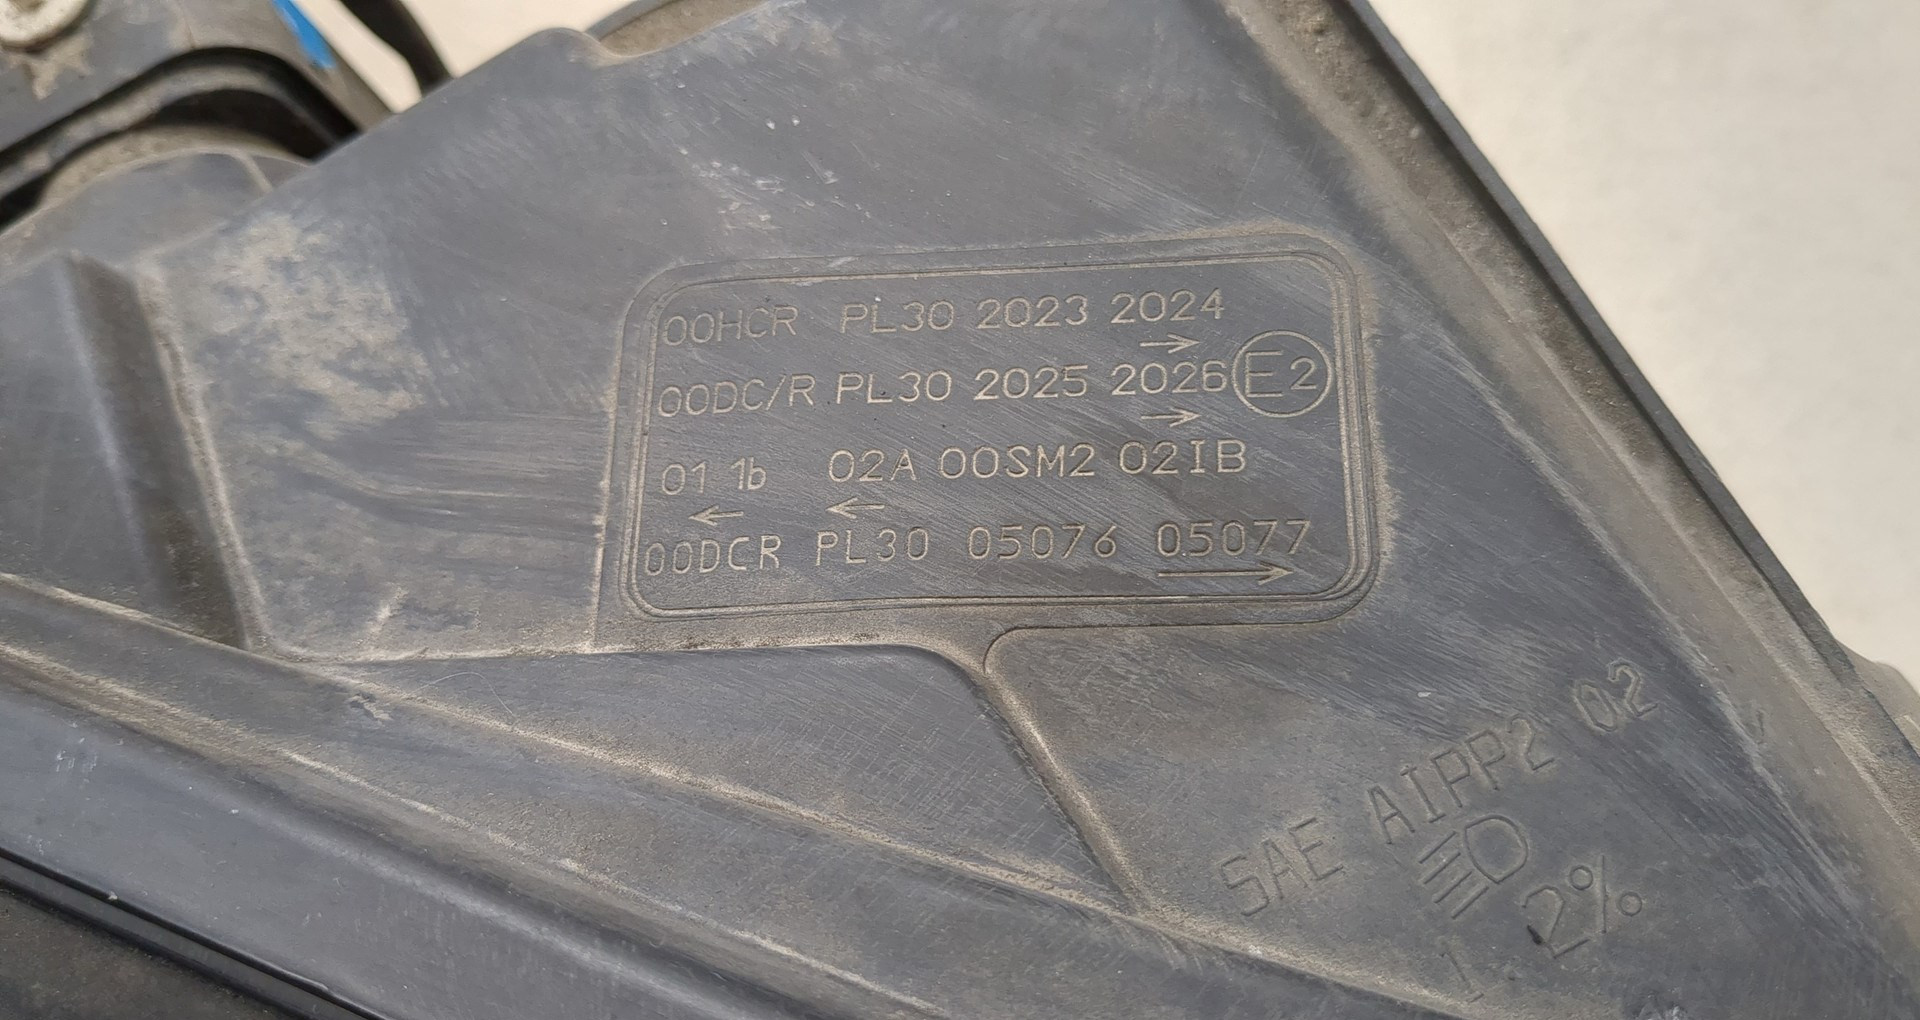 00HCR PL30 2023 2024
→
00DC/R PL30 2025 2026 E2
→
01 1b 02A 00SM2 02IB
← ←
00DCR PL30 05076 05077
→
SAE AIPP2 02
1.2%